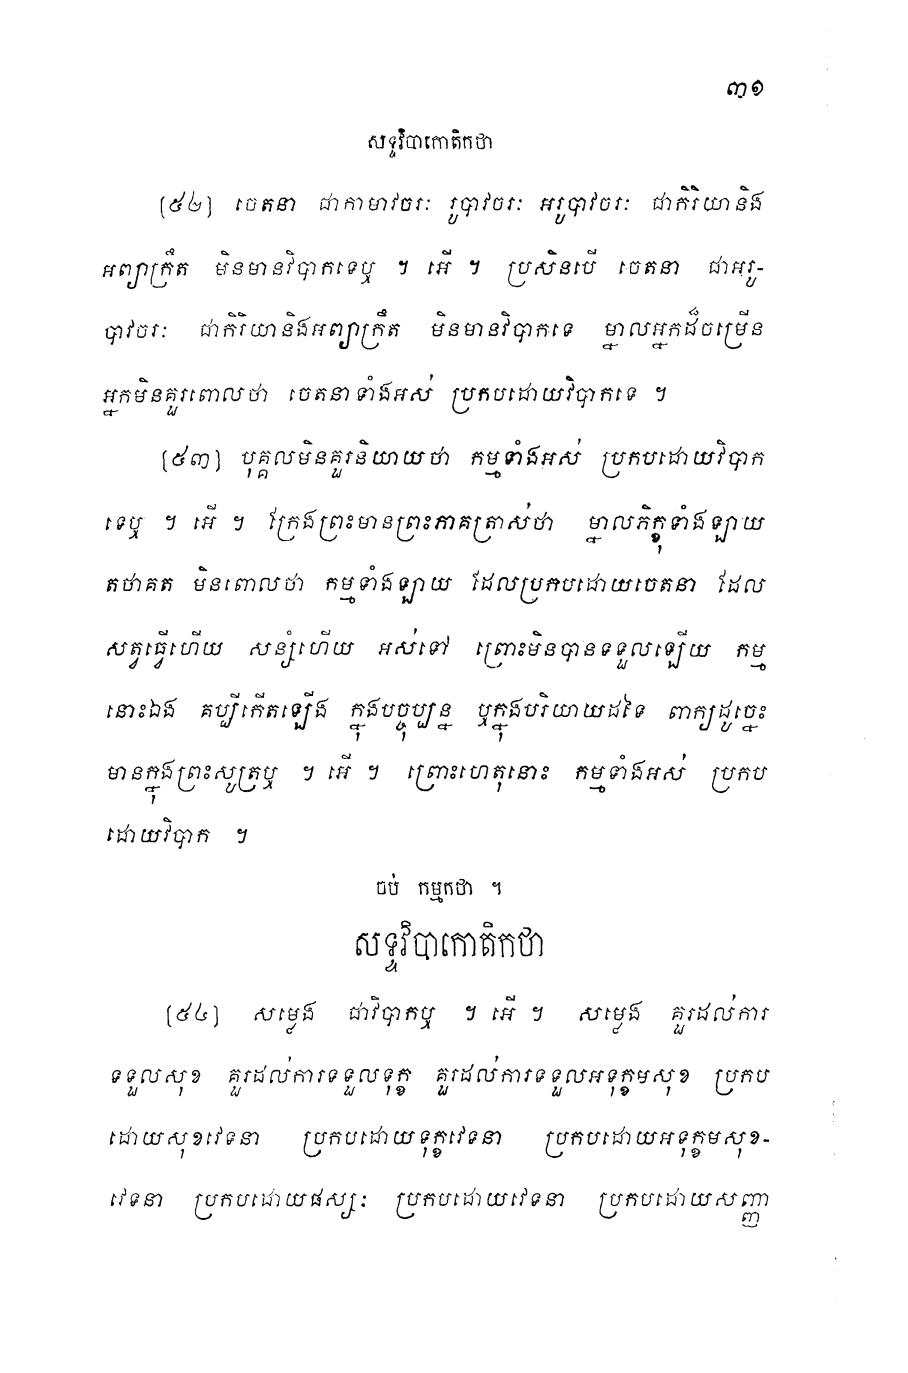 ៣១
សទ្ទវិបាកោតិកថា
[៥២] ចេតនា ជាកាមាវចរៈ រូបាវចរៈ អរូបាវចរៈ ជាកិរិយានិង
អព្យាក្រឹត មិនមានវិបាកទេឬ ។ អើ ។ ប្រសិនបើ ចេតនា ជាអរូ-
បាវចរៈ ជាកិរិយានិងអព្យាក្រឹត មិនមានវិបាកទេ ម្នាលអ្នកដ៏ចម្រើន
អ្នកមិនគួរពោលថា ចេតនាទាំងអស់ ប្រកបដោយវិបាកទេ ។
[៥៣] បុគ្គលមិនគួរនិយាយថា កម្មទាំងអស់ ប្រកបដោយវិបាក
ទេឬ ។ អើ ។ ក្រែងព្រះមានព្រះភាគត្រាស់ថា ម្នាលភិក្ខុទាំងឡាយ
តថាគត មិនពោលថា កម្មទាំងឡាយ ដែលប្រកបដោយចេតនា ដែល
សត្វធ្វើហើយ សន្សំហើយ អស់ទៅ ព្រោះមិនបានទទួលឡើយ កម្ម
នោះឯង គប្បីកើតឡើង ក្នុងបច្ចុប្បន្ន ឬក្នុងបរិយាយដទៃ ពាក្យដូច្នេះ
មានក្នុងព្រះសូត្រឬ ។ អើ ។ ព្រោះហេតុនោះ កម្មទាំងអស់ ប្រកប
ដោយវិបាក ។
ចប់ កម្មកថា ។
សទ្ទវិបាកោតិកថា
[៥៤] សម្លេង ជាវិបាកឬ ។ អើ ។ សម្លេង គួរដល់ការ
ទទួលសុខ គួរដល់ការទទួលទុក្ខ គួរដល់ការទទួលអទុក្ខមសុខ ប្រកប
ដោយសុខវេទនា ប្រកបដោយទុក្ខវេទនា ប្រកបដោយអទុក្ខមសុខ-
វេទនា ប្រកបដោយផស្សៈ ប្រកបដោយវេទនា ប្រកបដោយសញ្ញា